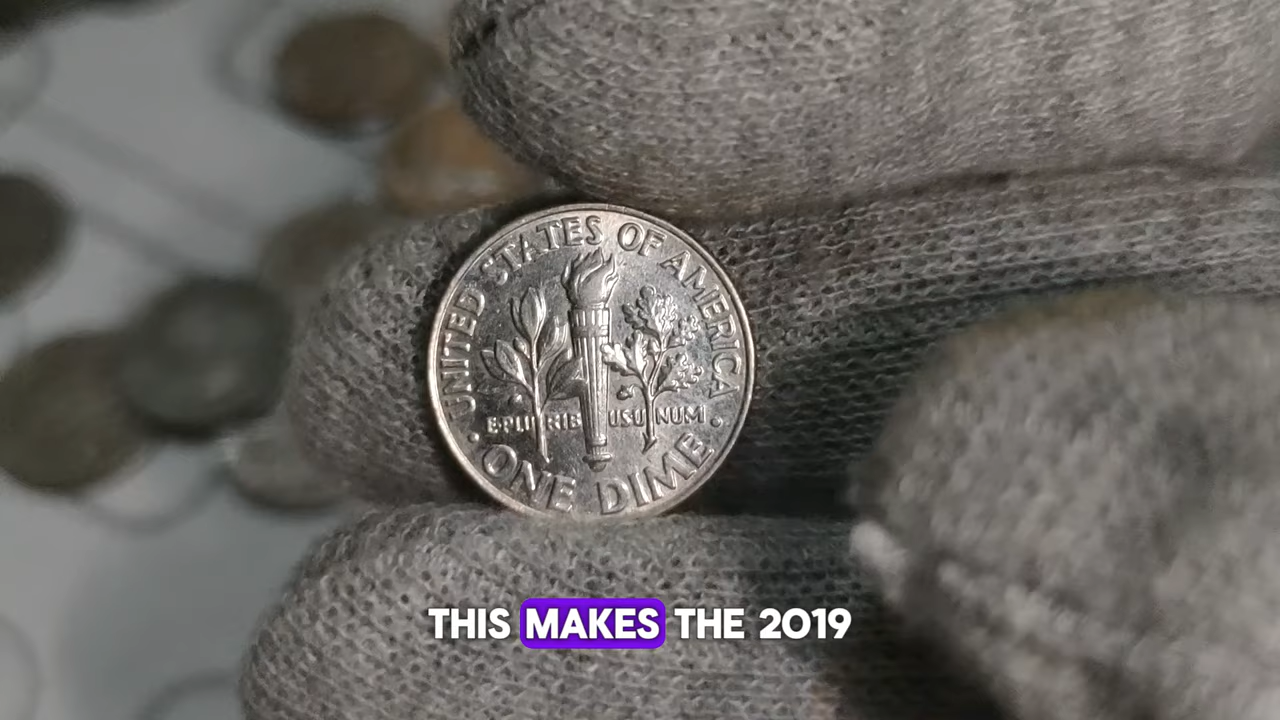 UNITED STATES OF AMERICA
E·PLURIBUS UNUM
ONE DIME
THIS MAKES THE 2019